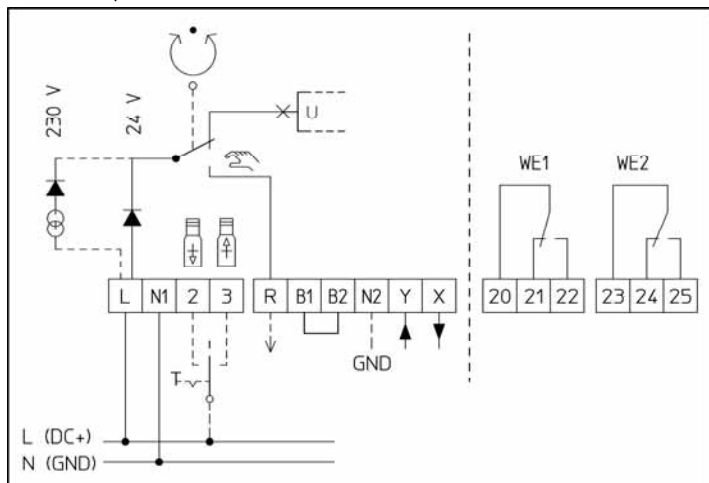 230 V
24 V
U
WE1
WE2
L N1 2 3
R B1 B2 N2 Y X
20 21 22
23 24 25
GND
T
L (DC+)
N (GND)